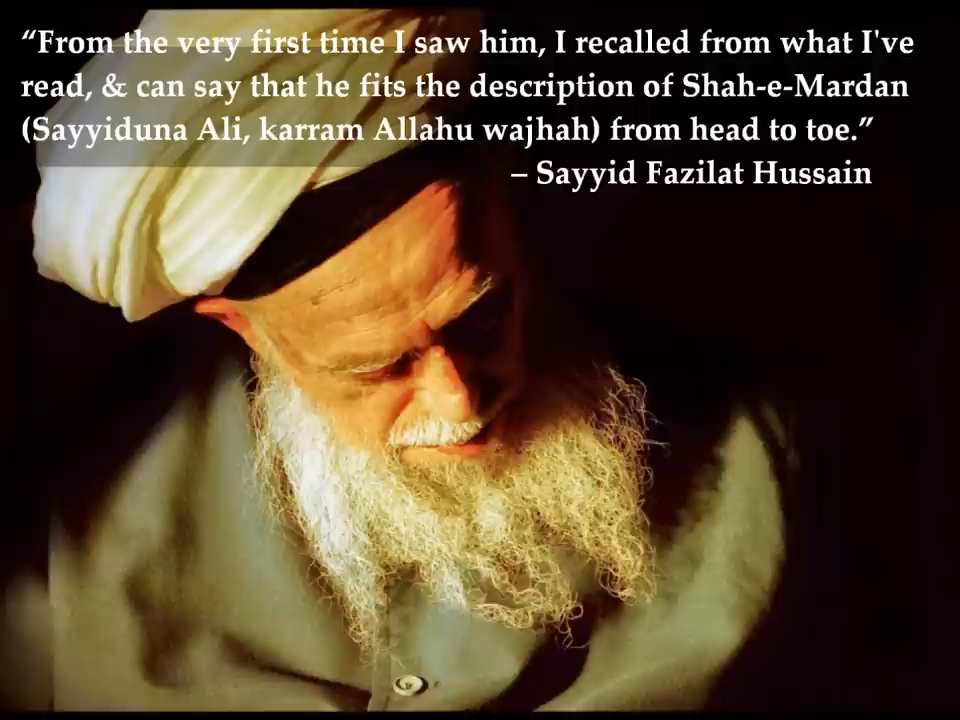 “From the very first time I saw him, I recalled from what I've
read, & can say that he fits the description of Shah-e-Mardan
(Sayyiduna Ali, karram Allahu wajhah) from head to toe.”
– Sayyid Fazilat Hussain